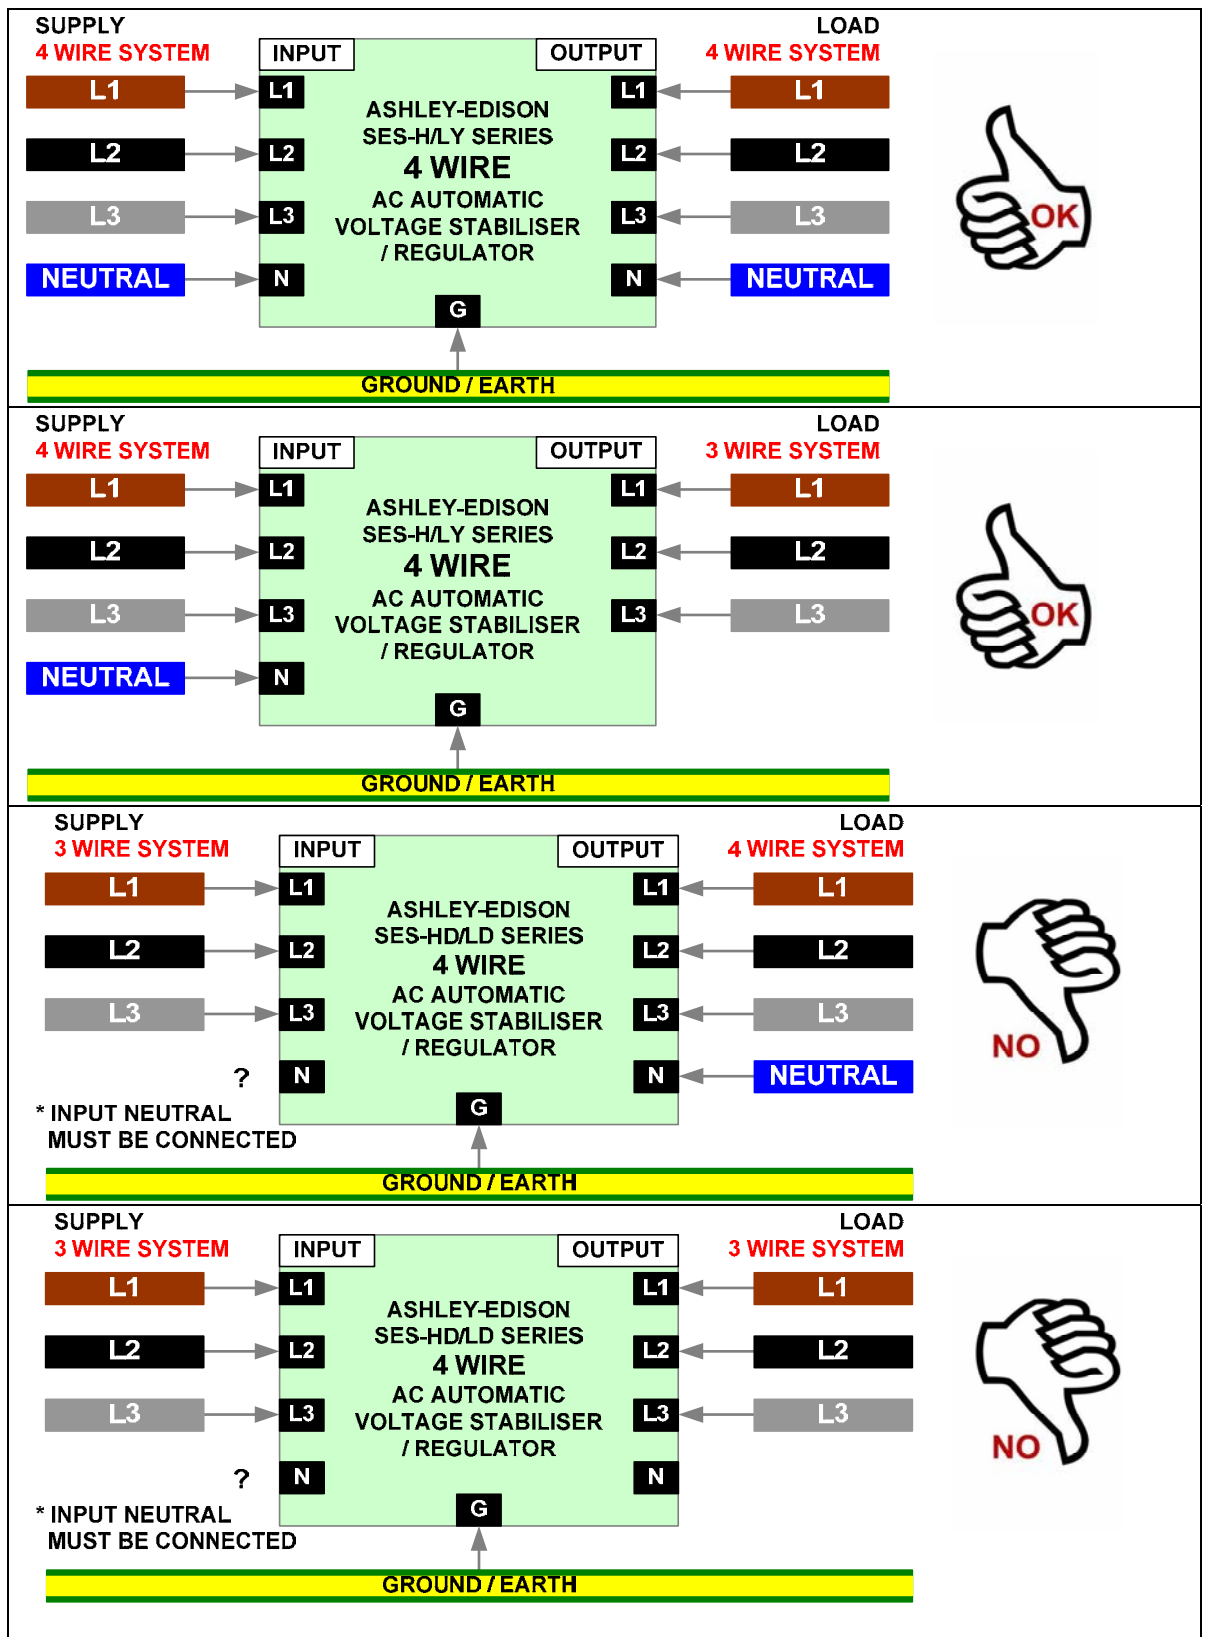 SUPPLY LOAD
4 WIRE SYSTEM INPUT OUTPUT 4 WIRE SYSTEM
L1 L1 L1 L1
ASHLEY-EDISON
SES-H/LY SERIES
L2 L2 4 WIRE L2 L2
AC AUTOMATIC
L3 L3 VOLTAGE STABILISER L3 L3 OK
/ REGULATOR
NEUTRAL N N NEUTRAL
G
GROUND / EARTH
SUPPLY LOAD
4 WIRE SYSTEM INPUT OUTPUT 3 WIRE SYSTEM
L1 L1 L1 L1
ASHLEY-EDISON
SES-H/LY SERIES
L2 L2 4 WIRE L2 L2
AC AUTOMATIC
L3 L3 VOLTAGE STABILISER L3 L3 OK
/ REGULATOR
NEUTRAL N
G
GROUND / EARTH
SUPPLY LOAD
3 WIRE SYSTEM INPUT OUTPUT 4 WIRE SYSTEM
L1 L1 L1 L1
ASHLEY-EDISON
SES-HD/LD SERIES
L2 L2 4 WIRE L2 L2
AC AUTOMATIC
L3 L3 VOLTAGE STABILISER L3 L3
/ REGULATOR NO
? N N NEUTRAL
* INPUT NEUTRAL G
MUST BE CONNECTED
GROUND / EARTH
SUPPLY LOAD
3 WIRE SYSTEM INPUT OUTPUT 3 WIRE SYSTEM
L1 L1 L1 L1
ASHLEY-EDISON
SES-HD/LD SERIES
L2 L2 4 WIRE L2 L2
AC AUTOMATIC
L3 L3 VOLTAGE STABILISER L3 L3
/ REGULATOR NO
? N N
* INPUT NEUTRAL G
MUST BE CONNECTED
GROUND / EARTH